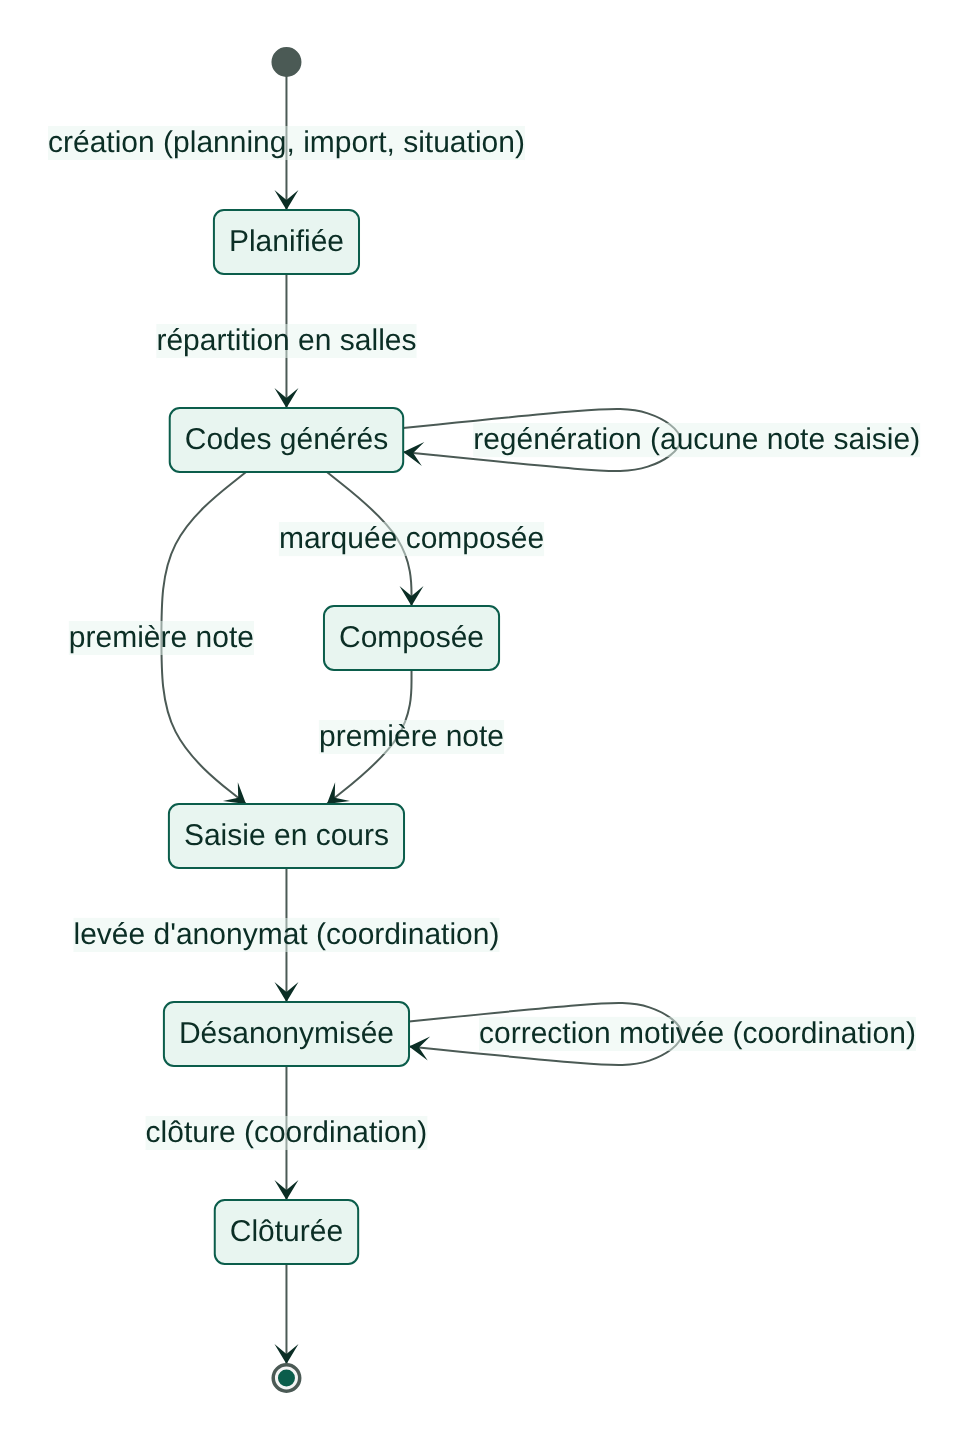 création (planning, import, situation)
Planifiée
répartition en salles
Codes générés
regénération (aucune note saisie)
marquée composée
première note
Composée
première note
Saisie en cours
levée d'anonymat (coordination)
Désanonymisée
correction motivée (coordination)
clôture (coordination)
Clôturée